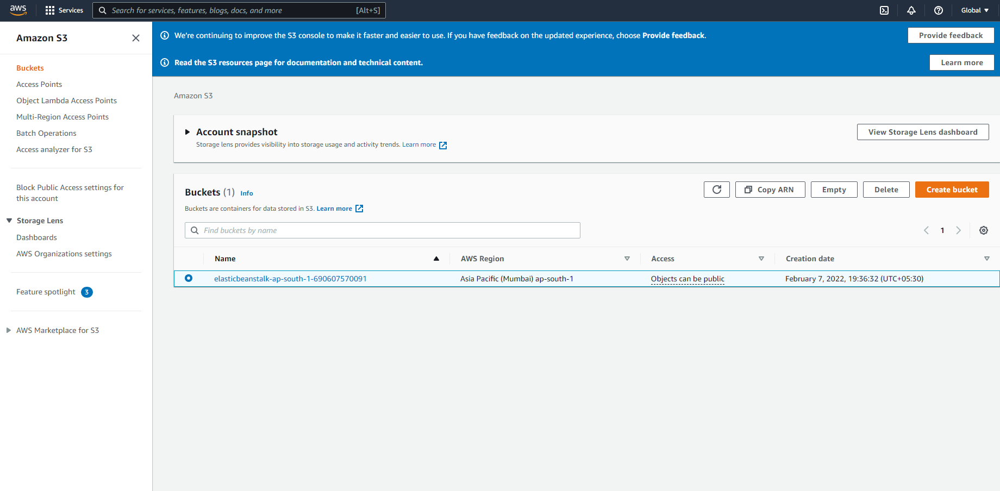 aws
Services
Search for services, features, blogs, docs, and more
[Alt+S]
Global
Amazon S3
Buckets
Access Points
Object Lambda Access Points
Multi-Region Access Points
Batch Operations
Access analyzer for S3
Block Public Access settings for
this account
Storage Lens
Dashboards
AWS Organizations settings
Feature spotlight 3
AWS Marketplace for S3
We're continuing to improve the S3 console to make it faster and easier to use. If you have feedback on the updated experience, choose Provide feedback.
Provide feedback
Read the S3 resources page for documentation and technical content.
Learn more
Amazon S3
Account snapshot
Storage lens provides visibility into storage usage and activity trends. Learn more
View Storage Lens dashboard
Buckets (1) Info
Buckets are containers for data stored in S3. Learn more
Copy ARN
Empty
Delete
Create bucket
Find buckets by name
1
Name AWS Region Access Creation date
elasticbeanstalk-ap-south-1-690607570091 Asia Pacific (Mumbai) ap-south-1 Objects can be public February 7, 2022, 19:36:32 (UTC+05:30)